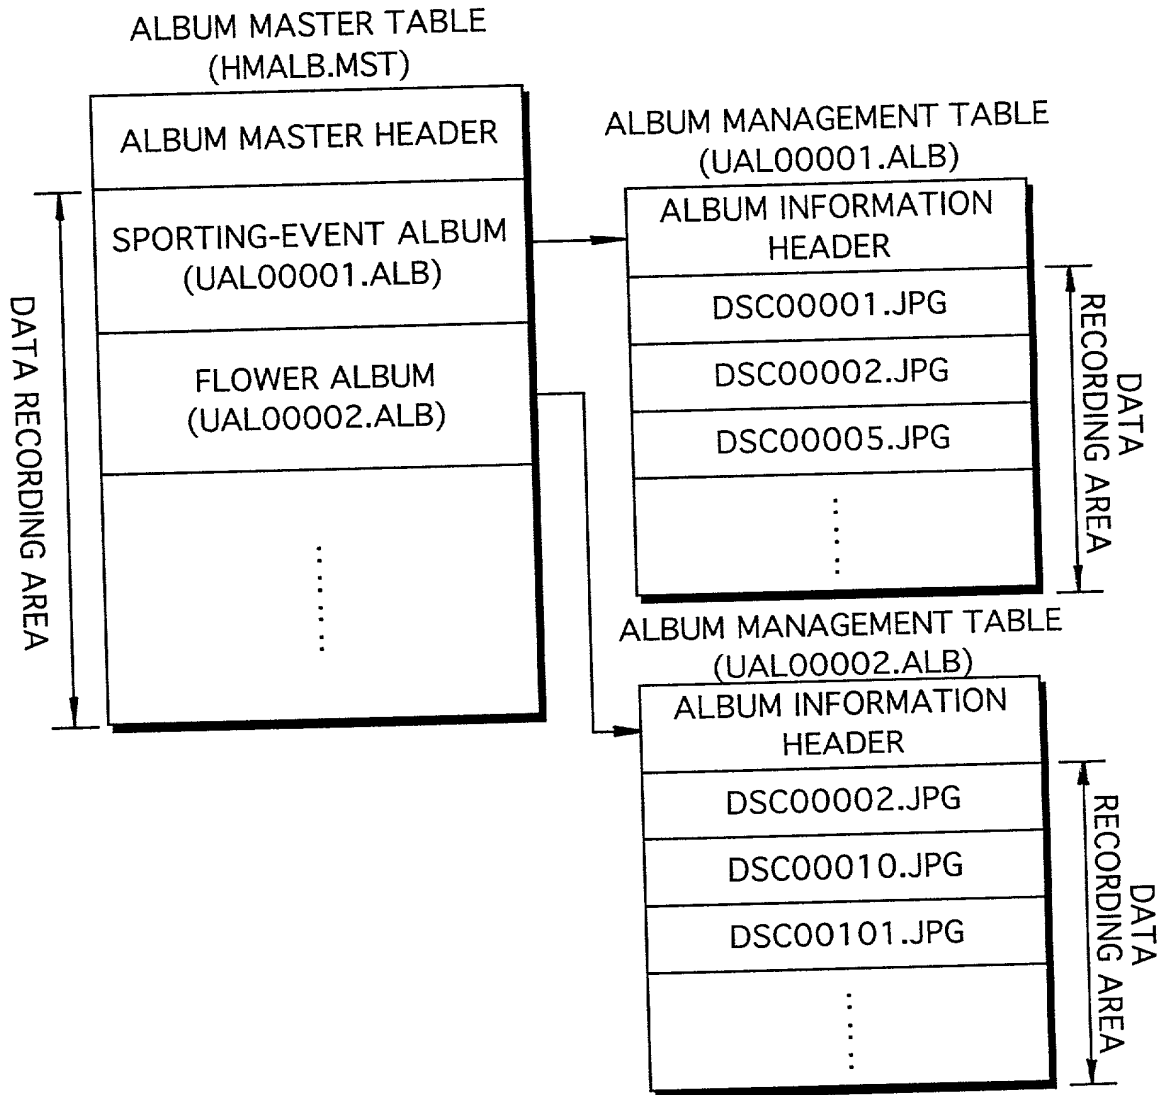 ALBUM MASTER TABLE
(HMALB.MST)
ALBUM MASTER HEADER
SPORTING-EVENT ALBUM
(UAL00001.ALB)
FLOWER ALBUM
(UAL00002.ALB)
DATA RECORDING AREA
ALBUM MANAGEMENT TABLE
(UAL00001.ALB)
ALBUM INFORMATION
HEADER
DSC00001.JPG
DSC00002.JPG
DSC00005.JPG
DATA
RECORDING AREA
ALBUM MANAGEMENT TABLE
(UAL00002.ALB)
ALBUM INFORMATION
HEADER
DSC00002.JPG
DSC00010.JPG
DSC00101.JPG
DATA
RECORDING AREA